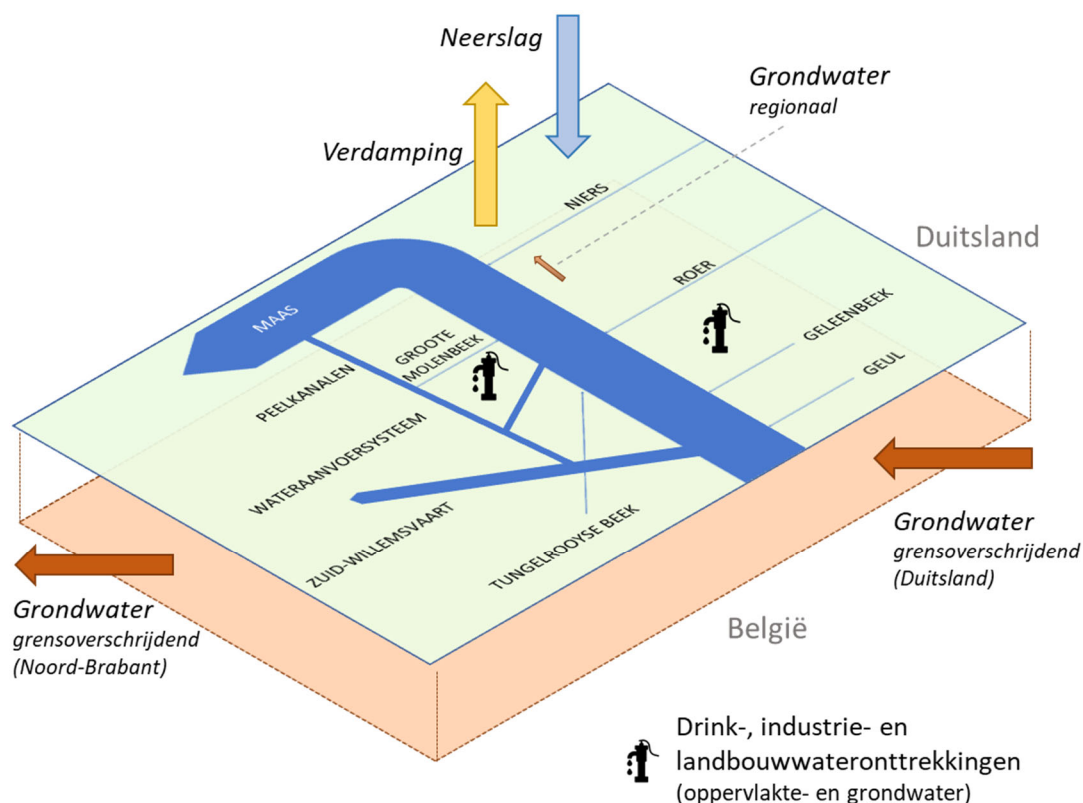 Neerslag
Grondwater
regionaal
Verdamping
NIERS
Duitsland
ROER
MAAS
GROOTE
MOLENBEEK
GELEENBEEK
GEUL
PEELKANALEN
WATERAANVOERSYSTEEM
ZUID-WILLEMSVAART
TUNGELROOYSE BEEK
Grondwater
grensoverschrijdend
(Duitsland)
Grondwater
grensoverschrijdend
(Noord-Brabant)
België
Drink-, industrie- en
landbouwwateronttrekkingen
(oppervlakte- en grondwater)